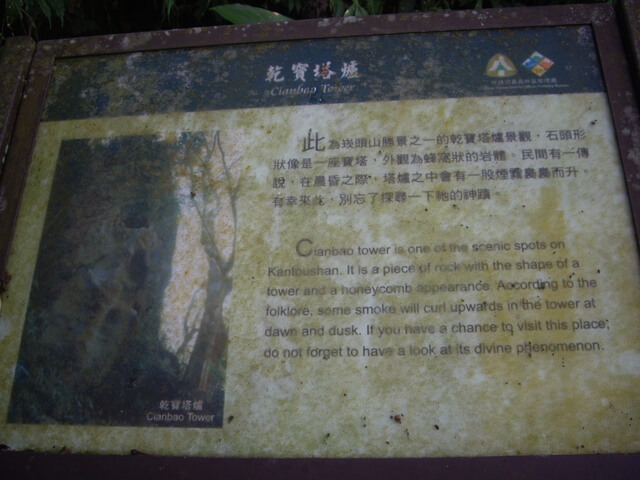 乾寶塔爐
Cianbao Tower
此為崁頭山勝景之一的乾寶塔爐景觀，石頭形
狀像是一座寶塔，外觀為蜂窩狀的岩體。民間有一傳
說，在晨昏之際，塔爐之中會有一股煙霧裊裊而升。
有幸來此，別忘了探尋一下祂的神蹟。
Cianbao tower is one of the scenic spots on
Kantoushan. It is a piece of rock with the shape of a
tower and a honeycomb appearance. According to the
folklore, some smoke will curl upwards in the tower at
dawn and dusk. If you have a chance to visit this place,
do not forget to have a look at its divine phenomenon.
乾寶塔爐
Cianbao Tower